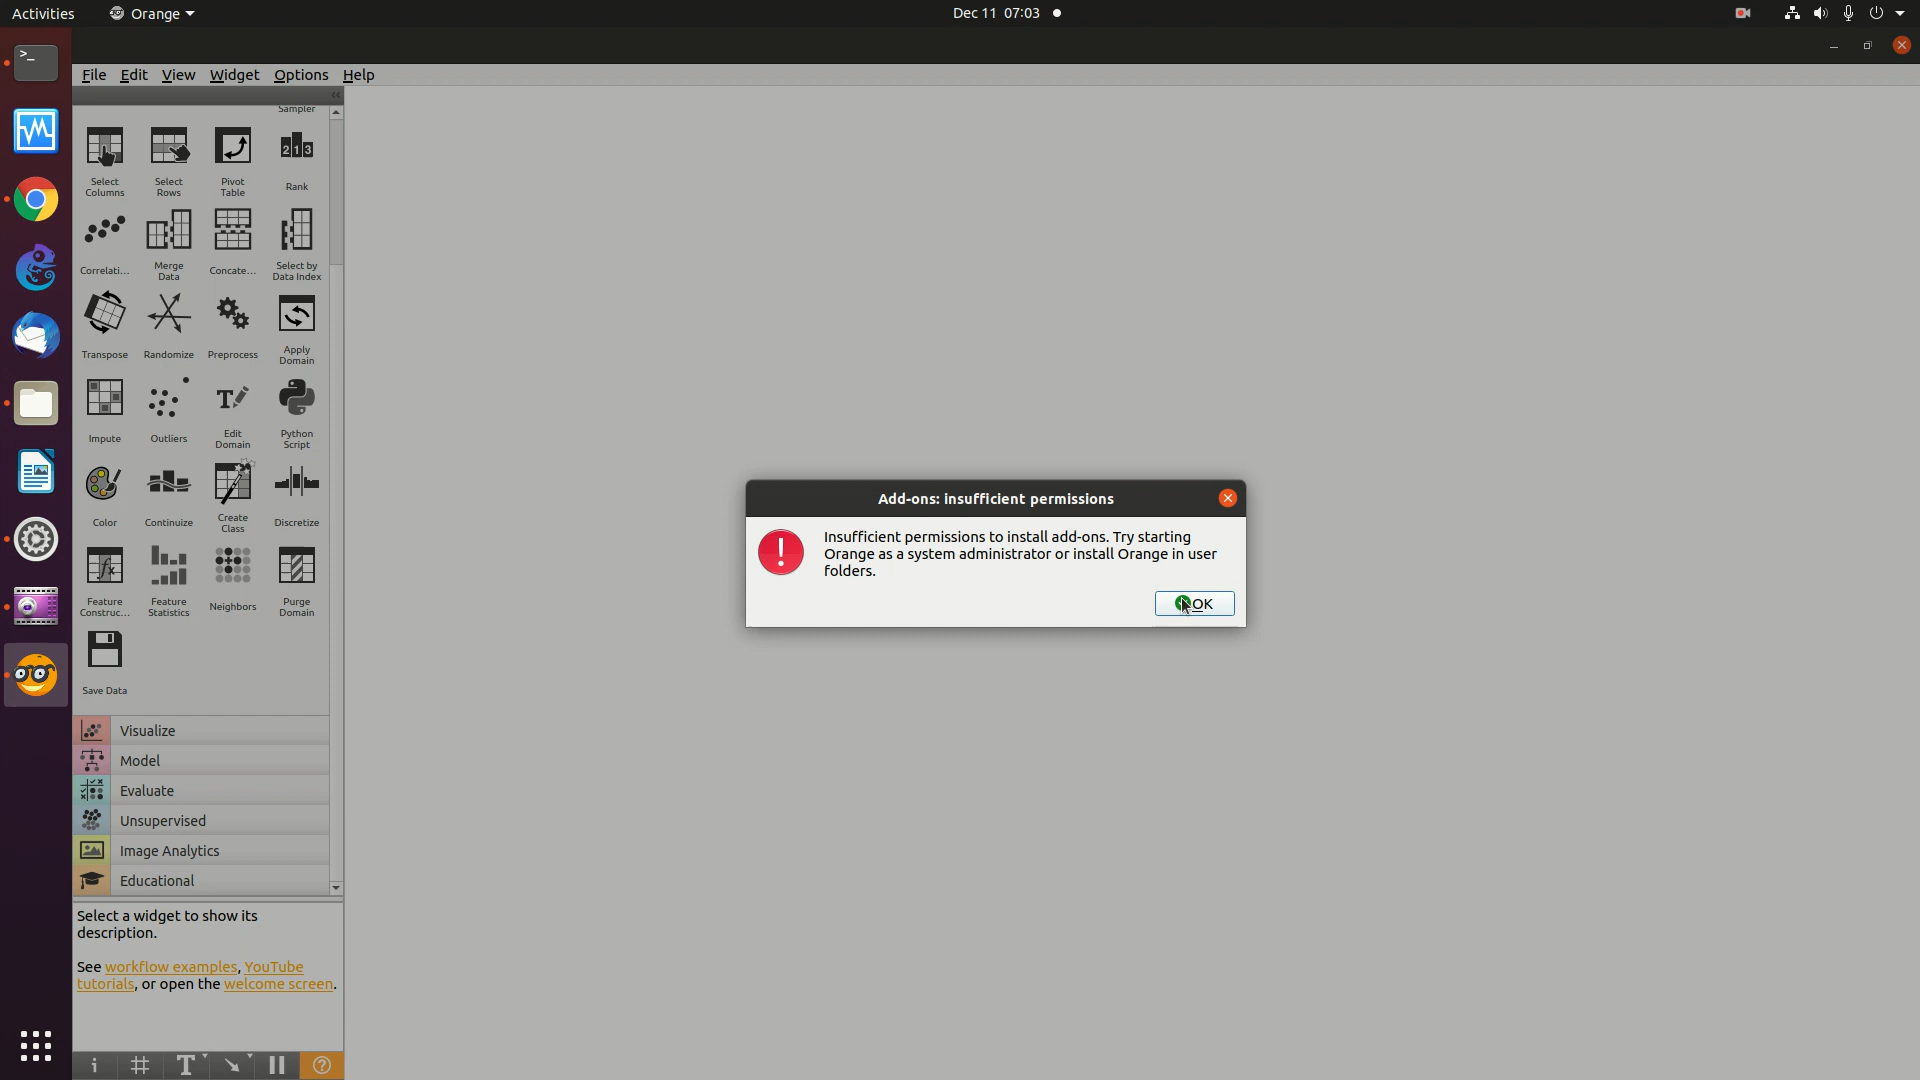 Activities
Orange
Dec 11 07:03
File Edit View Widget Options Help
Sampler
Select Columns
Select Rows
Pivot Table
Rank
Correlati...
Merge Data
Concate...
Select by Data Index
Transpose
Randomize
Preprocess
Apply Domain
Impute
Outliers
Edit Domain
Python Script
Color
Continuize
Create Class
Discretize
Feature Construc...
Feature Statistics
Neighbors
Purge Domain
Save Data
Visualize
Model
Evaluate
Unsupervised
Image Analytics
Educational
Select a widget to show its
description.
See workflow examples, YouTube
tutorials, or open the welcome screen.
Add-ons: insufficient permissions
Insufficient permissions to install add-ons. Try starting
Orange as a system administrator or install Orange in user
folders.
OK